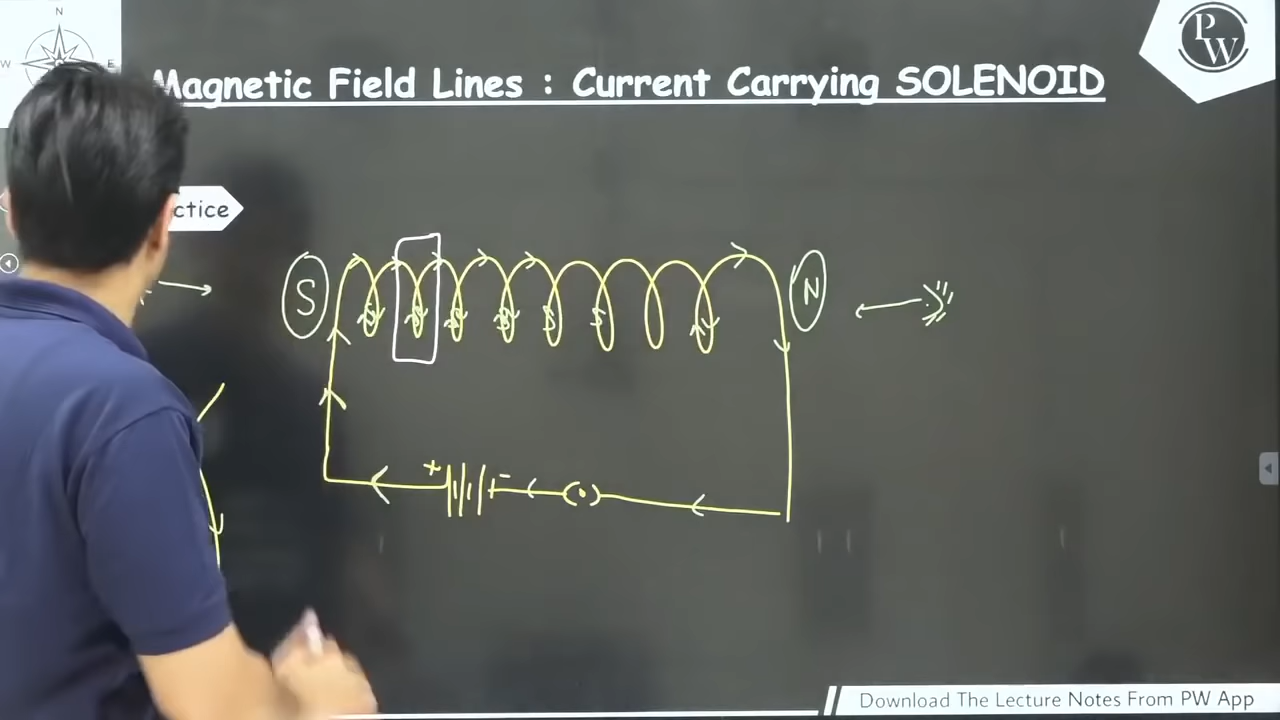 N
W E
PW
Magnetic Field Lines : Current Carrying SOLENOID
ctice
S N
+ -
Download The Lecture Notes From PW App